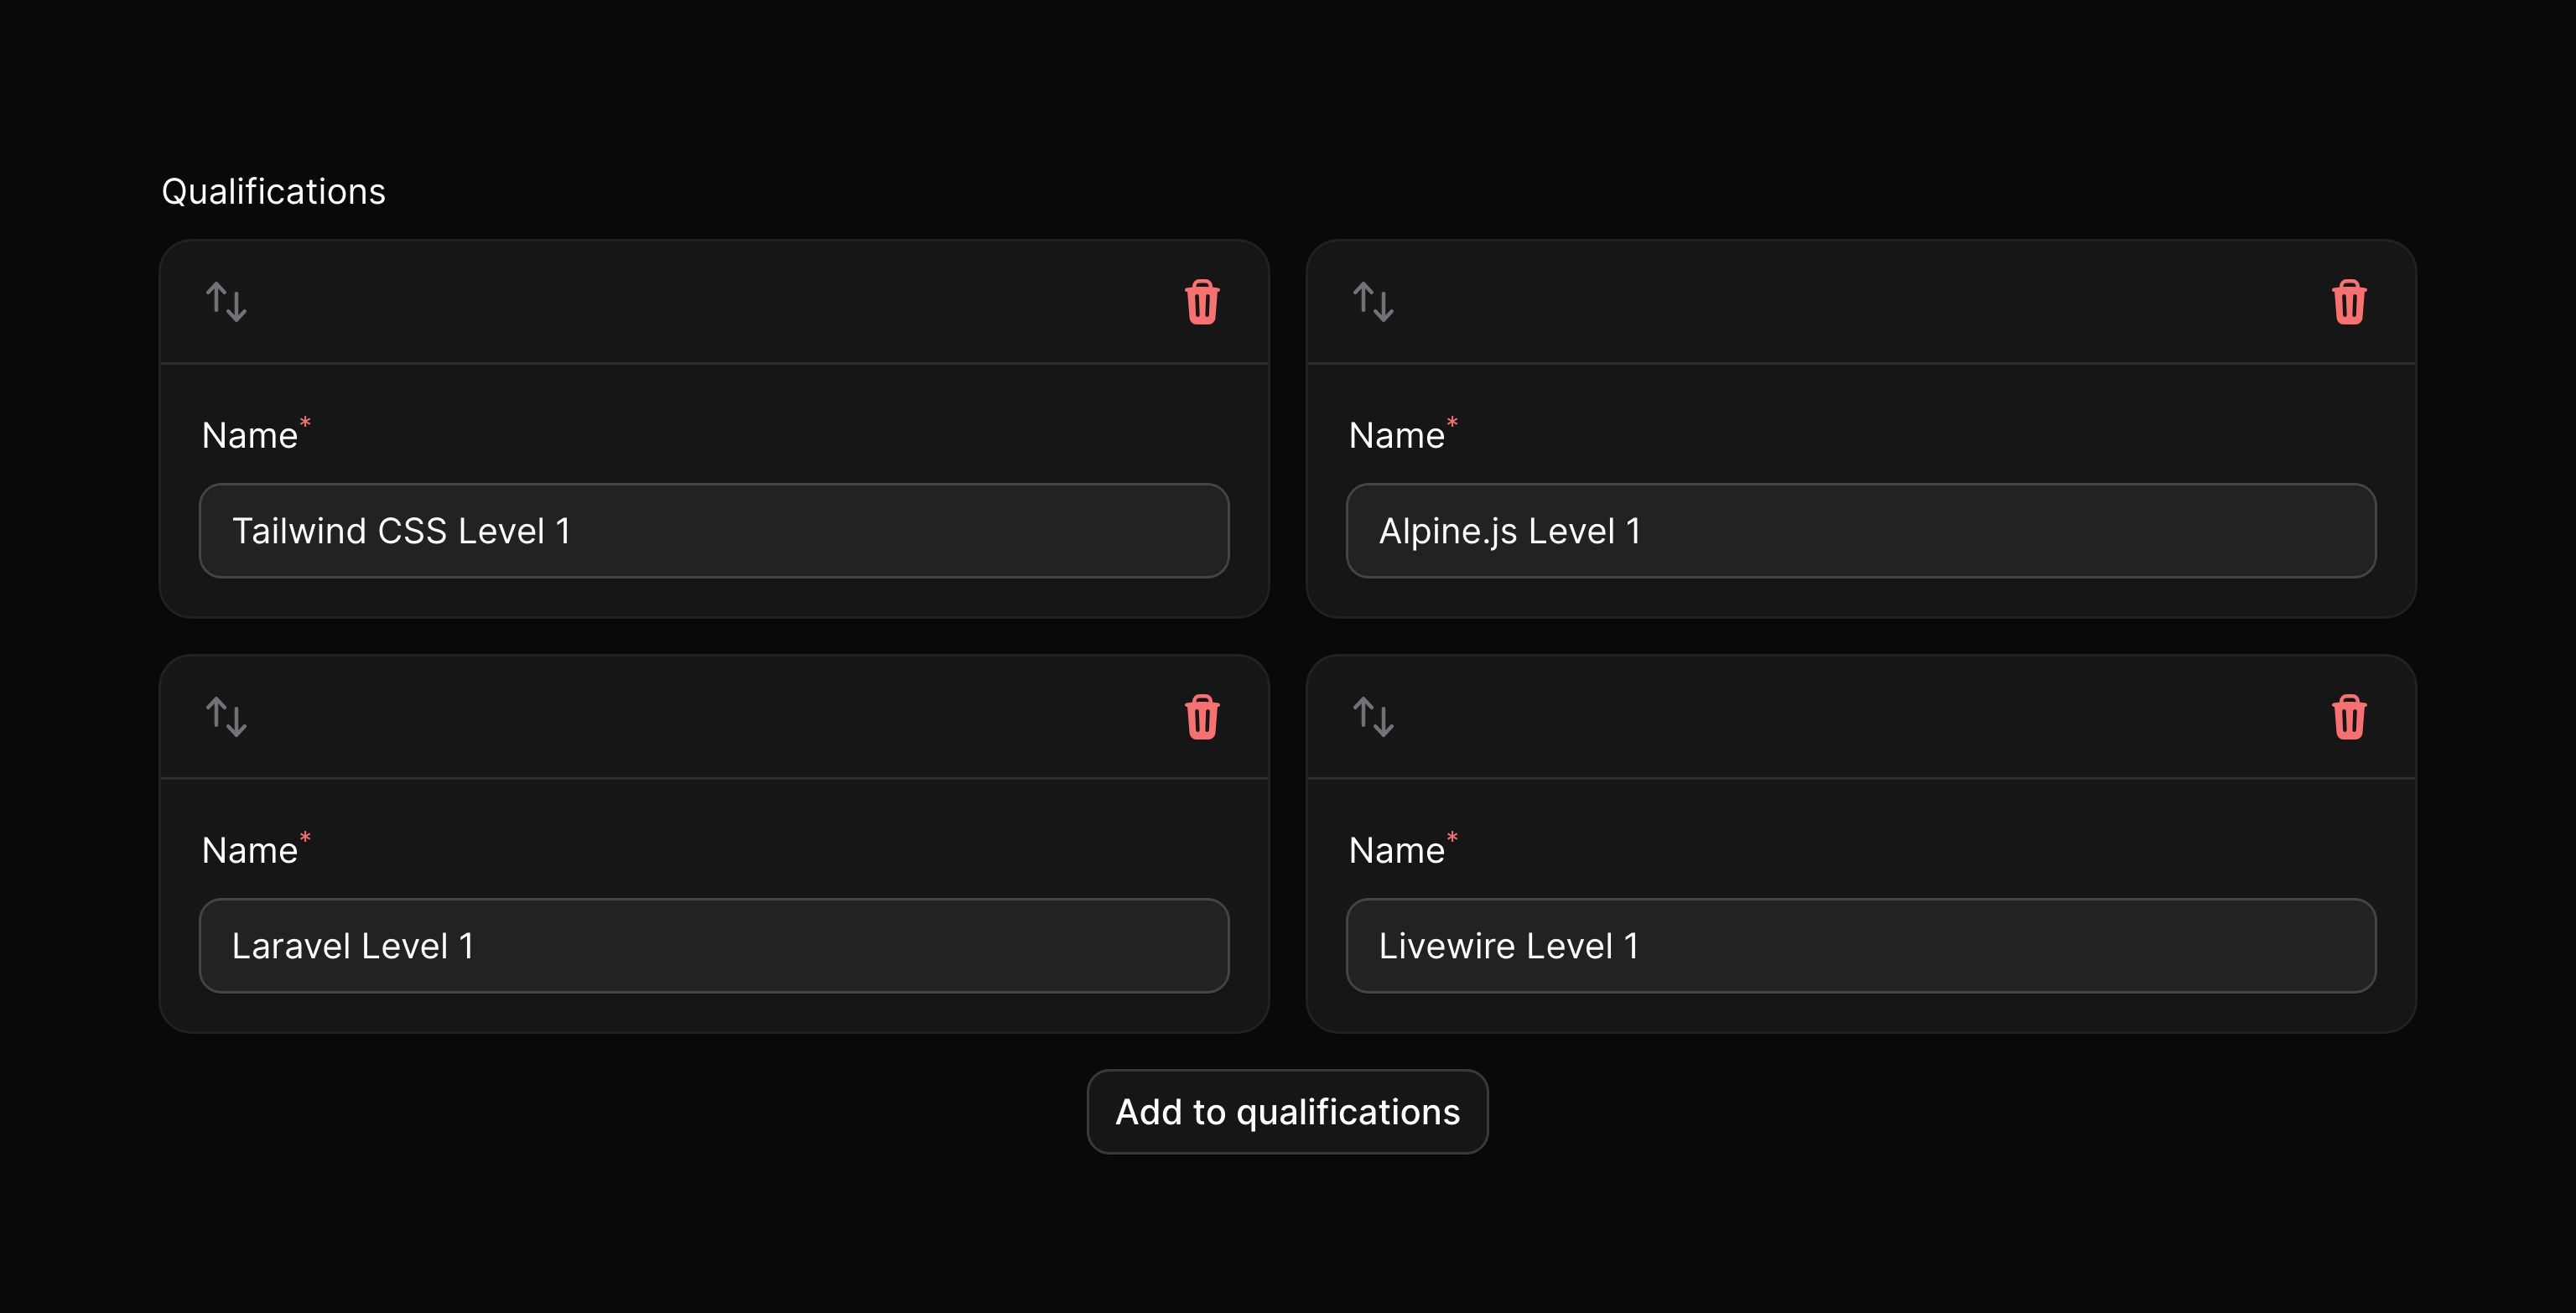 Qualifications
Name*
Tailwind CSS Level 1
Name*
Alpine.js Level 1
Name*
Laravel Level 1
Name*
Livewire Level 1
Add to qualifications